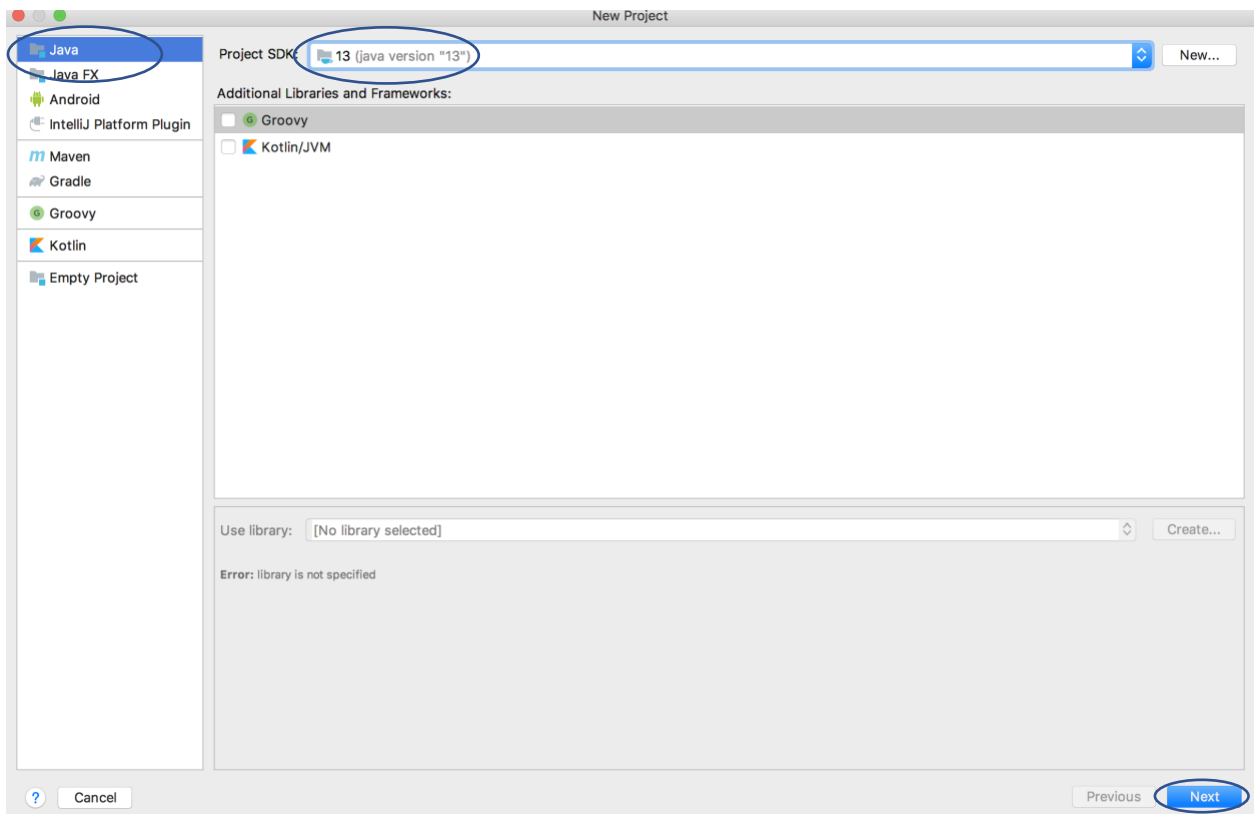 New Project
Java
Java FX
Android
IntelliJ Platform Plugin
Maven
Gradle
Groovy
Kotlin
Empty Project
Project SDK: 13 (java version "13") New...
Additional Libraries and Frameworks:
Groovy
Kotlin/JVM
Use library: [No library selected] Create...
Error: library is not specified
? Cancel Previous Next